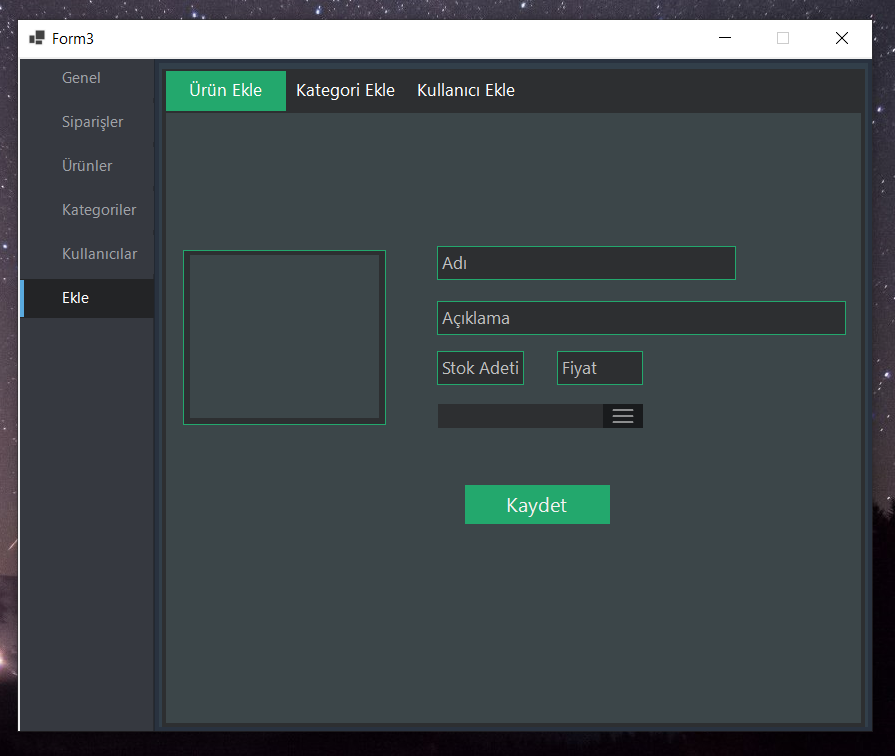 Form3
Genel
Siparişler
Ürünler
Kategoriler
Kullanıcılar
Ekle
Ürün Ekle Kategori Ekle Kullanıcı Ekle
Adı
Açıklama
Stok Adeti Fiyat
Kaydet